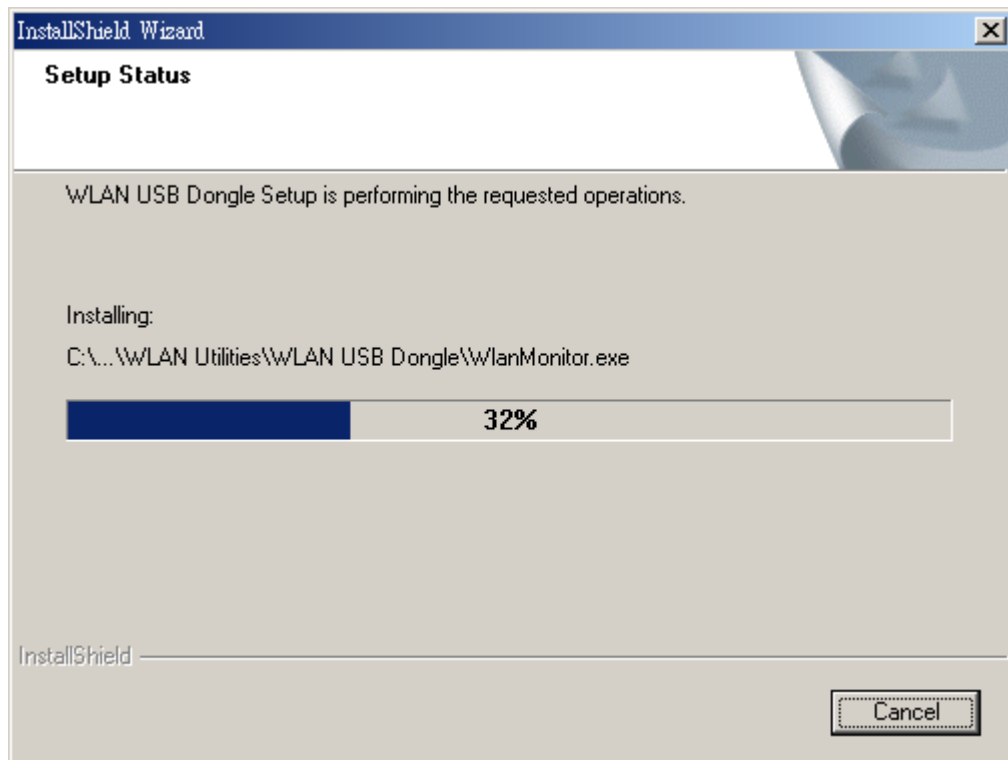 InstallShield Wizard
Setup Status
WLAN USB Dongle Setup is performing the requested operations.
Installing:
C:\...\WLAN Utilities\WLAN USB Dongle\WlanMonitor.exe
32%
InstallShield
Cancel